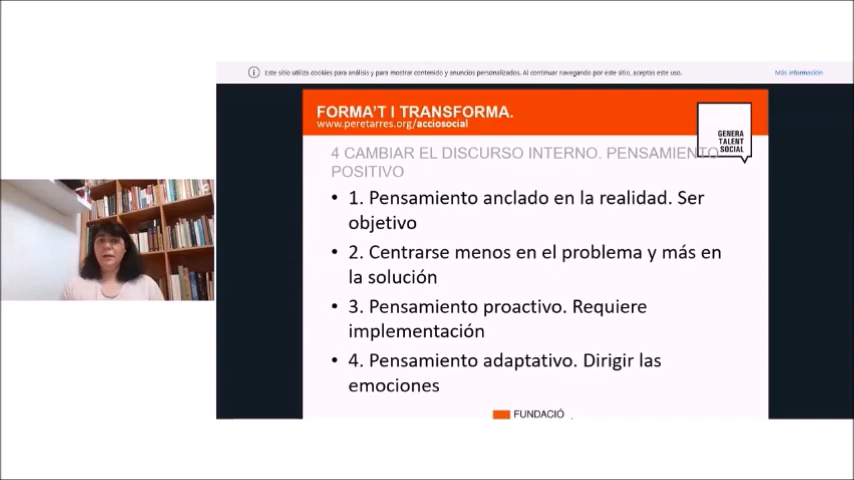 Este sitio utiliza cookies para análisis y para mostrar contenido y anuncios personalizados. Al continuar navegando por este sitio, aceptas este uso.
Más información
FORMA'T I TRANSFORMA.
www.peretarres.org/acciosocial
GENERA
TALENT
SOCIAL
4 CAMBIAR EL DISCURSO INTERNO. PENSAMIENTO
POSITIVO
• 1. Pensamiento anclado en la realidad. Ser
objetivo
• 2. Centrarse menos en el problema y más en
la solución
• 3. Pensamiento proactivo. Requiere
implementación
• 4. Pensamiento adaptativo. Dirigir las
emociones
FUNDACIÓ